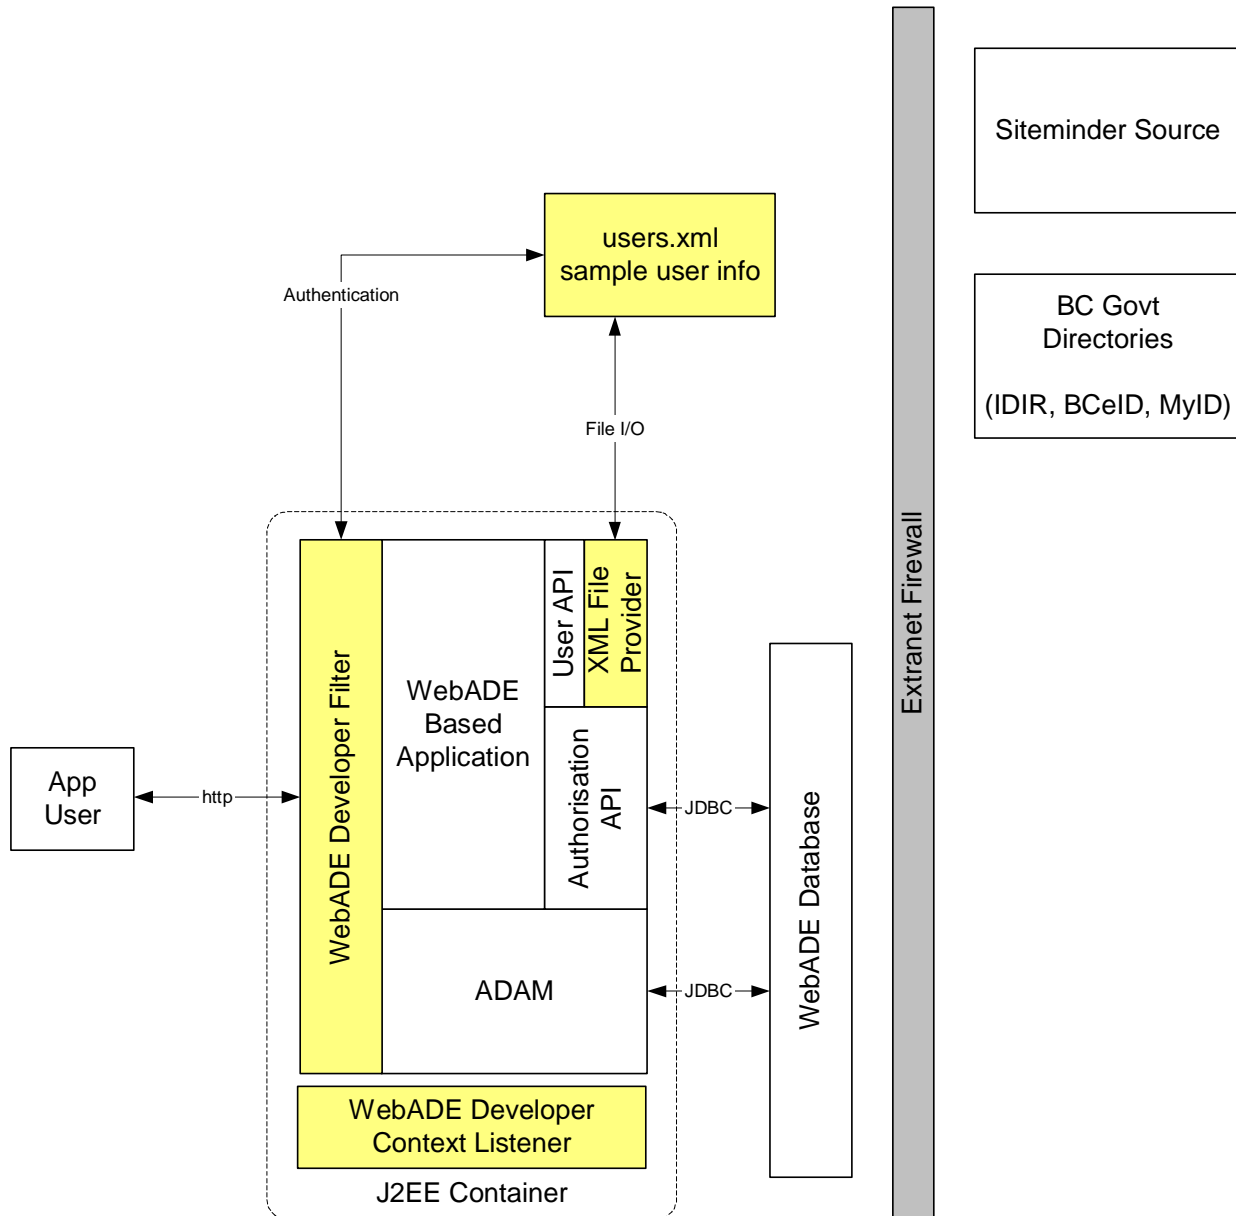 Siteminder Source
users.xml
sample user info
BC Govt
Directories
(IDIR, BCeID, MyID)
Authentication
File I/O
Extranet Firewall
WebADE Developer Filter
WebADE
Based
Application
User API
XML File
Provider
Authorisation
API
App
User
http
JDBC
WebADE Database
ADAM
JDBC
WebADE Developer
Context Listener
J2EE Container